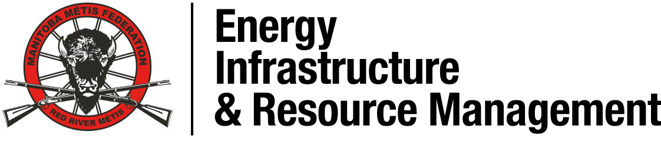 MANITOBA MÉTIS FEDERATION
RED RIVER MÉTIS
Energy
Infrastructure
& Resource Management